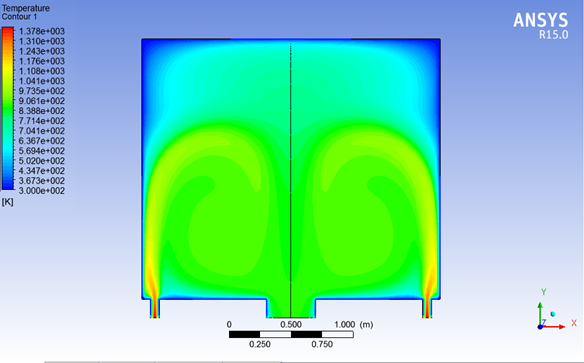 Temperature
Contour 1
1.378e+003
1.310e+003
1.243e+003
1.176e+003
1.108e+003
1.041e+003
9.735e+002
9.061e+002
8.388e+002
7.714e+002
7.041e+002
6.367e+002
5.694e+002
5.020e+002
4.347e+002
3.673e+002
3.000e+002
[K]
ANSYS
R15.0
0 0.500 1.000 (m)
0.250 0.750
Y
Z X